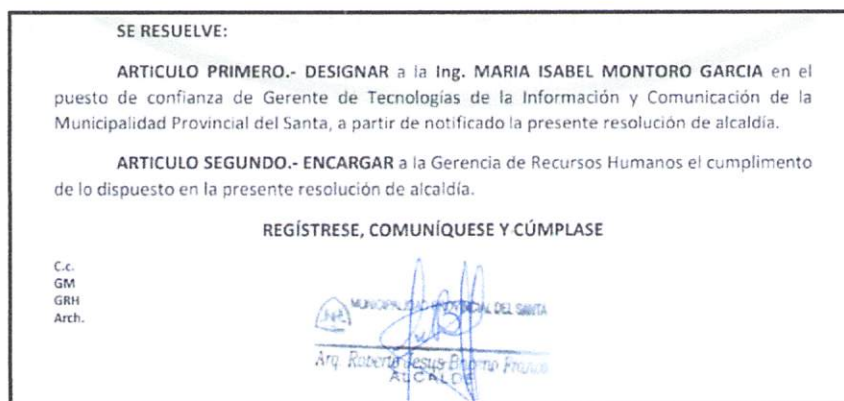 SE RESUELVE:
ARTICULO PRIMERO.- DESIGNAR a la Ing. MARIA ISABEL MONTORO GARCIA en el
puesto de confianza de Gerente de Tecnologías de la Información y Comunicación de la
Municipalidad Provincial del Santa, a partir de notificado la presente resolución de alcaldía.
ARTICULO SEGUNDO.- ENCARGAR a la Gerencia de Recursos Humanos el cumplimento
de lo dispuesto en la presente resolución de alcaldía.
REGÍSTRESE, COMUNÍQUESE Y CÚMPLASE
C.c.
GM
GRH
Arch.
MUNICIPALIDAD PROVINCIAL DEL SANTA
Arq. Roberto Jesus Franco
ALCALDE